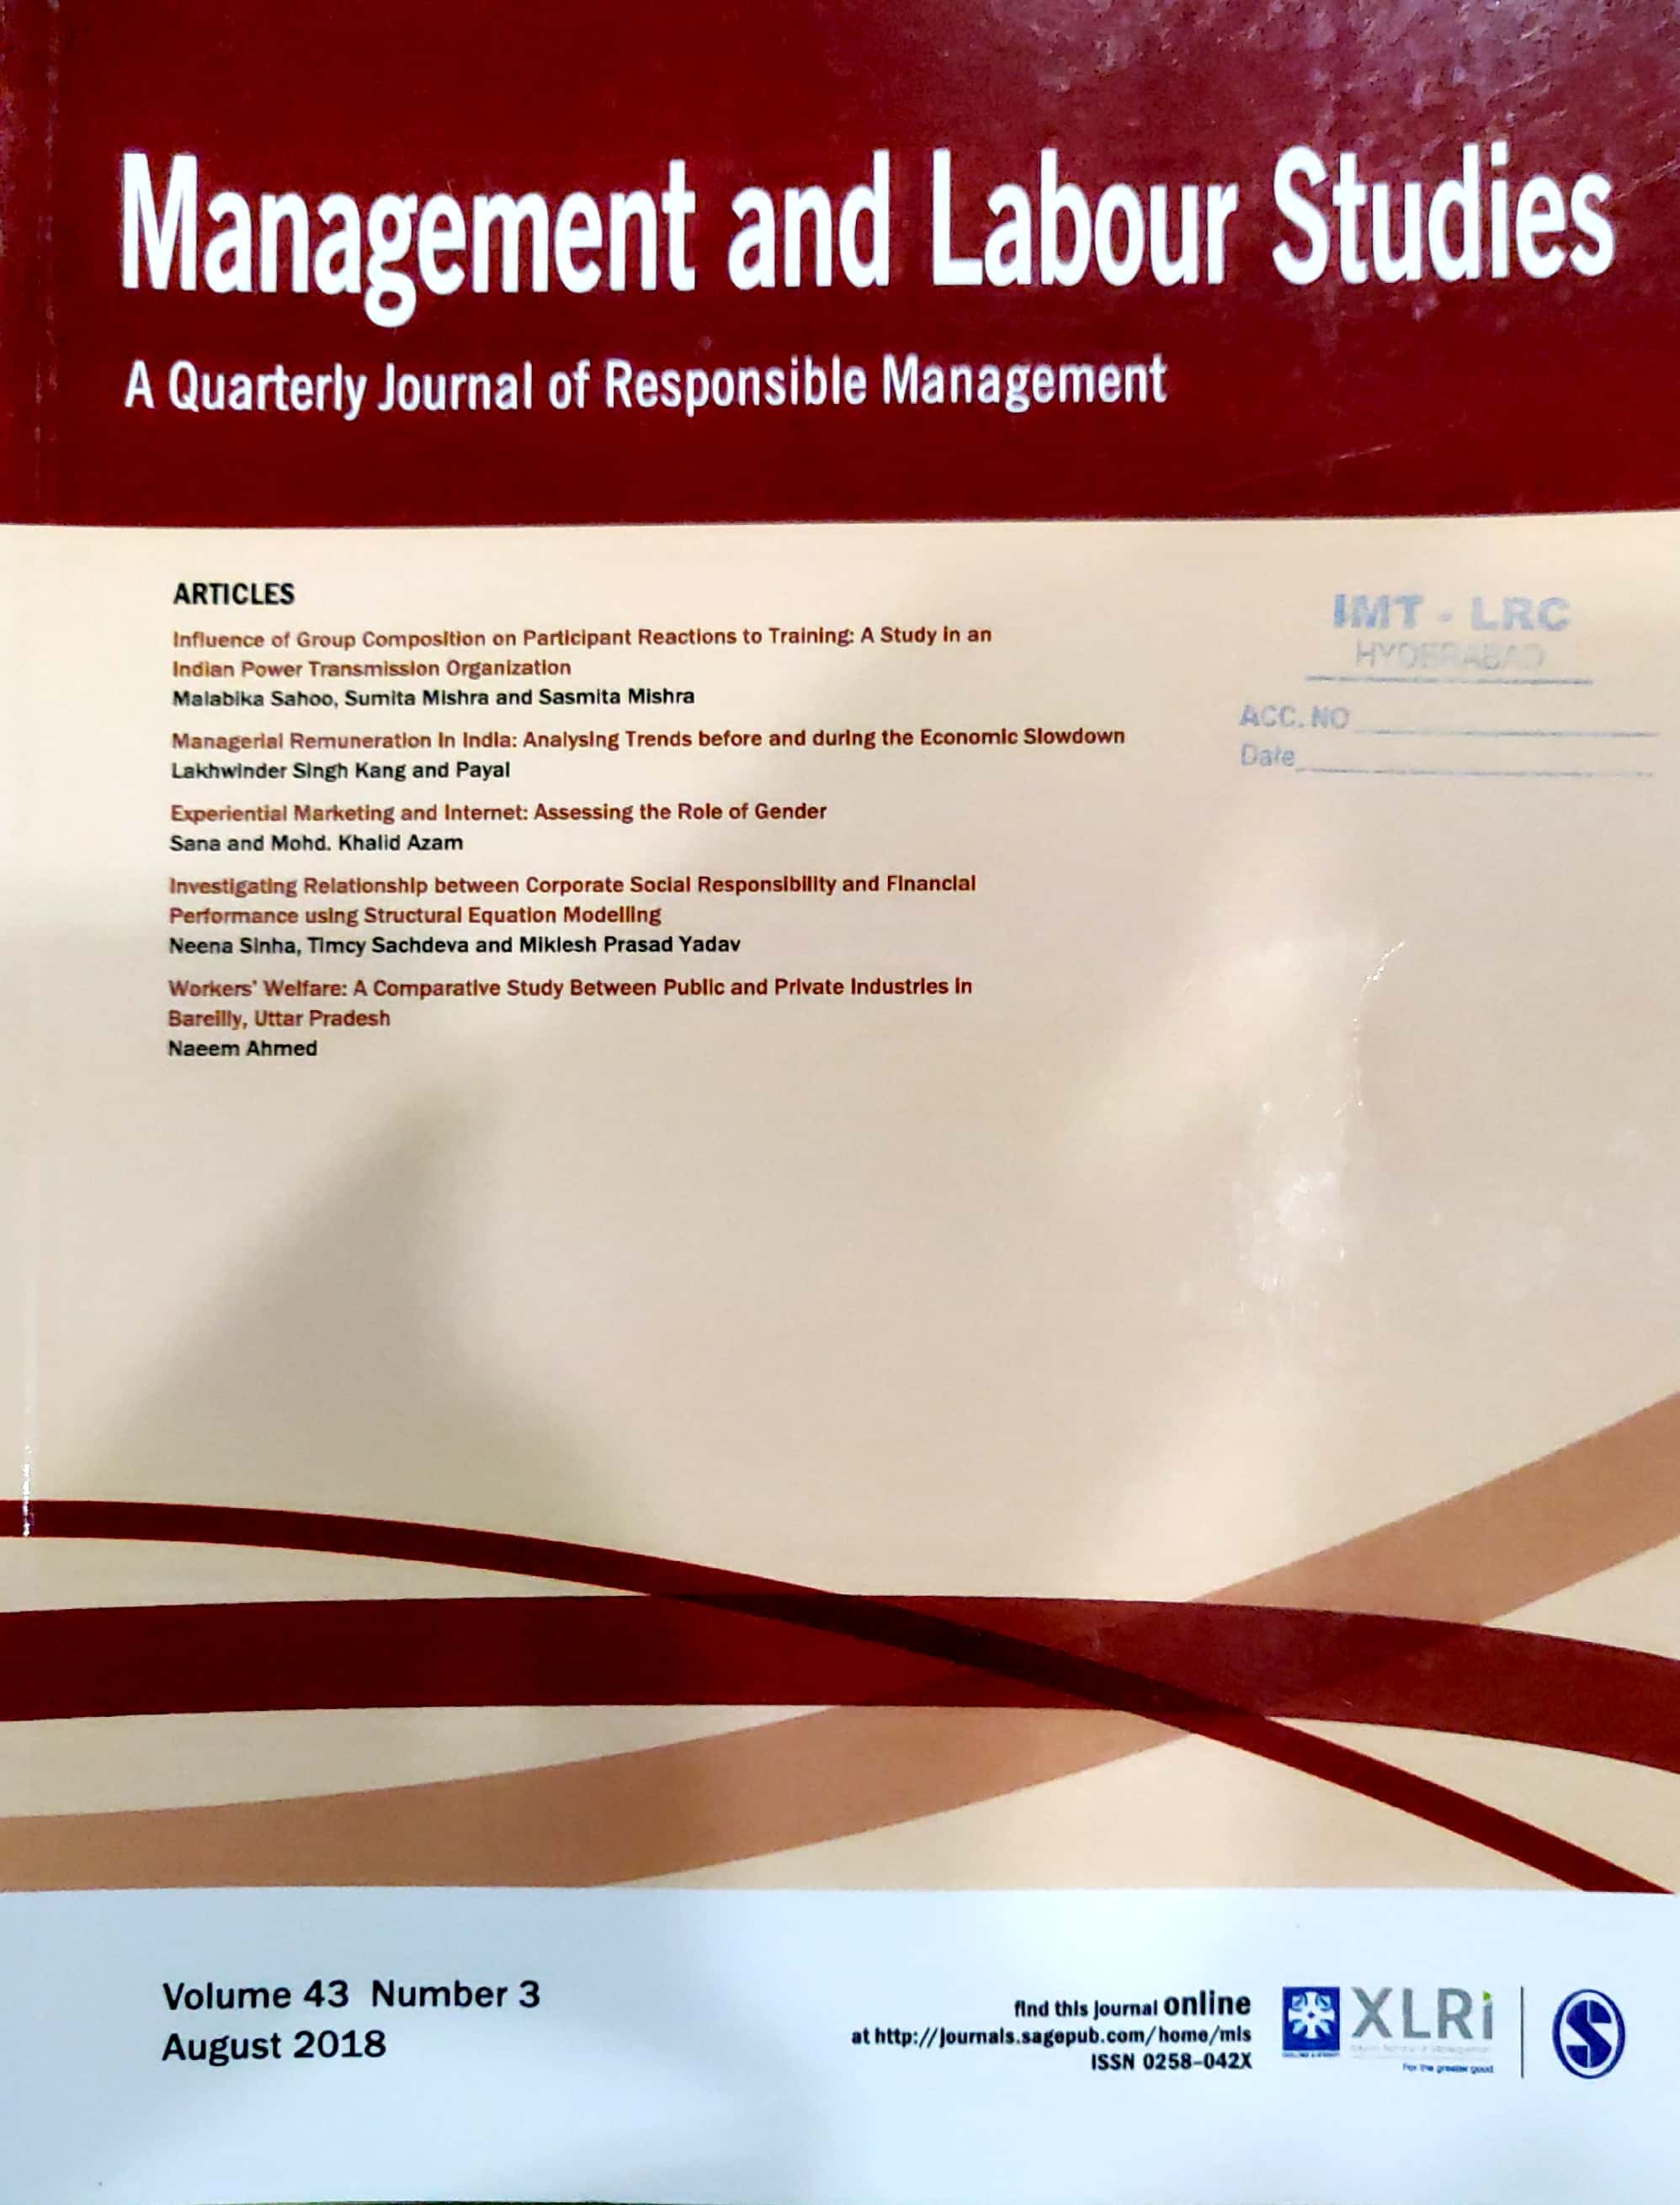 Management and Labour Studies
A Quarterly Journal of Responsible Management
ARTICLES
Influence of Group Composition on Participant Reactions to Training: A Study in an
Indian Power Transmission Organization
Malabika Sahoo, Sumita Mishra and Sasmita Mishra
Managerial Remuneration in India: Analysing Trends before and during the Economic Slowdown
Lakhwinder Singh Kang and Payal
Experiential Marketing and Internet: Assessing the Role of Gender
Sana and Mohd. Khalid Azam
Investigating Relationship between Corporate Social Responsibility and Financial
Performance using Structural Equation Modelling
Neena Sinha, Timcy Sachdeva and Miklesh Prasad Yadav
Workers' Welfare: A Comparative Study Between Public and Private Industries in
Bareilly, Uttar Pradesh
Naeem Ahmed
IMT - LRC
HYDERABAD
ACC. NO
Date
Volume 43 Number 3
August 2018
find this journal online
at http://journals.sagepub.com/home/mls
ISSN 0258-042X
XLRi
For the greater good
S